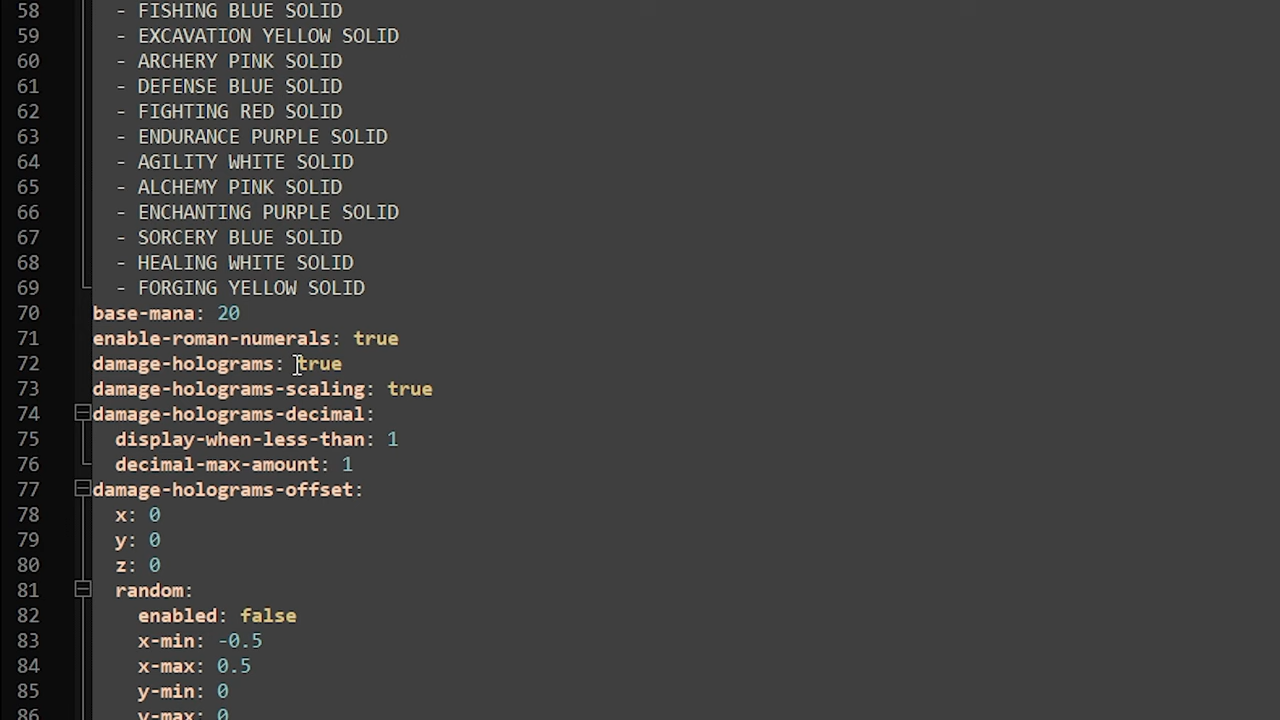 58 - FISHING BLUE SOLID
59 - EXCAVATION YELLOW SOLID
60 - ARCHERY PINK SOLID
61 - DEFENSE BLUE SOLID
62 - FIGHTING RED SOLID
63 - ENDURANCE PURPLE SOLID
64 - AGILITY WHITE SOLID
65 - ALCHEMY PINK SOLID
66 - ENCHANTING PURPLE SOLID
67 - SORCERY BLUE SOLID
68 - HEALING WHITE SOLID
69 - FORGING YELLOW SOLID
70 base-mana: 20
71 enable-roman-numerals: true
72 damage-holograms: true
73 damage-holograms-scaling: true
74 damage-holograms-decimal:
75 display-when-less-than: 1
76 decimal-max-amount: 1
77 damage-holograms-offset:
78 x: 0
79 y: 0
80 z: 0
81 random:
82 enabled: false
83 x-min: -0.5
84 x-max: 0.5
85 y-min: 0
86 y-max: 0